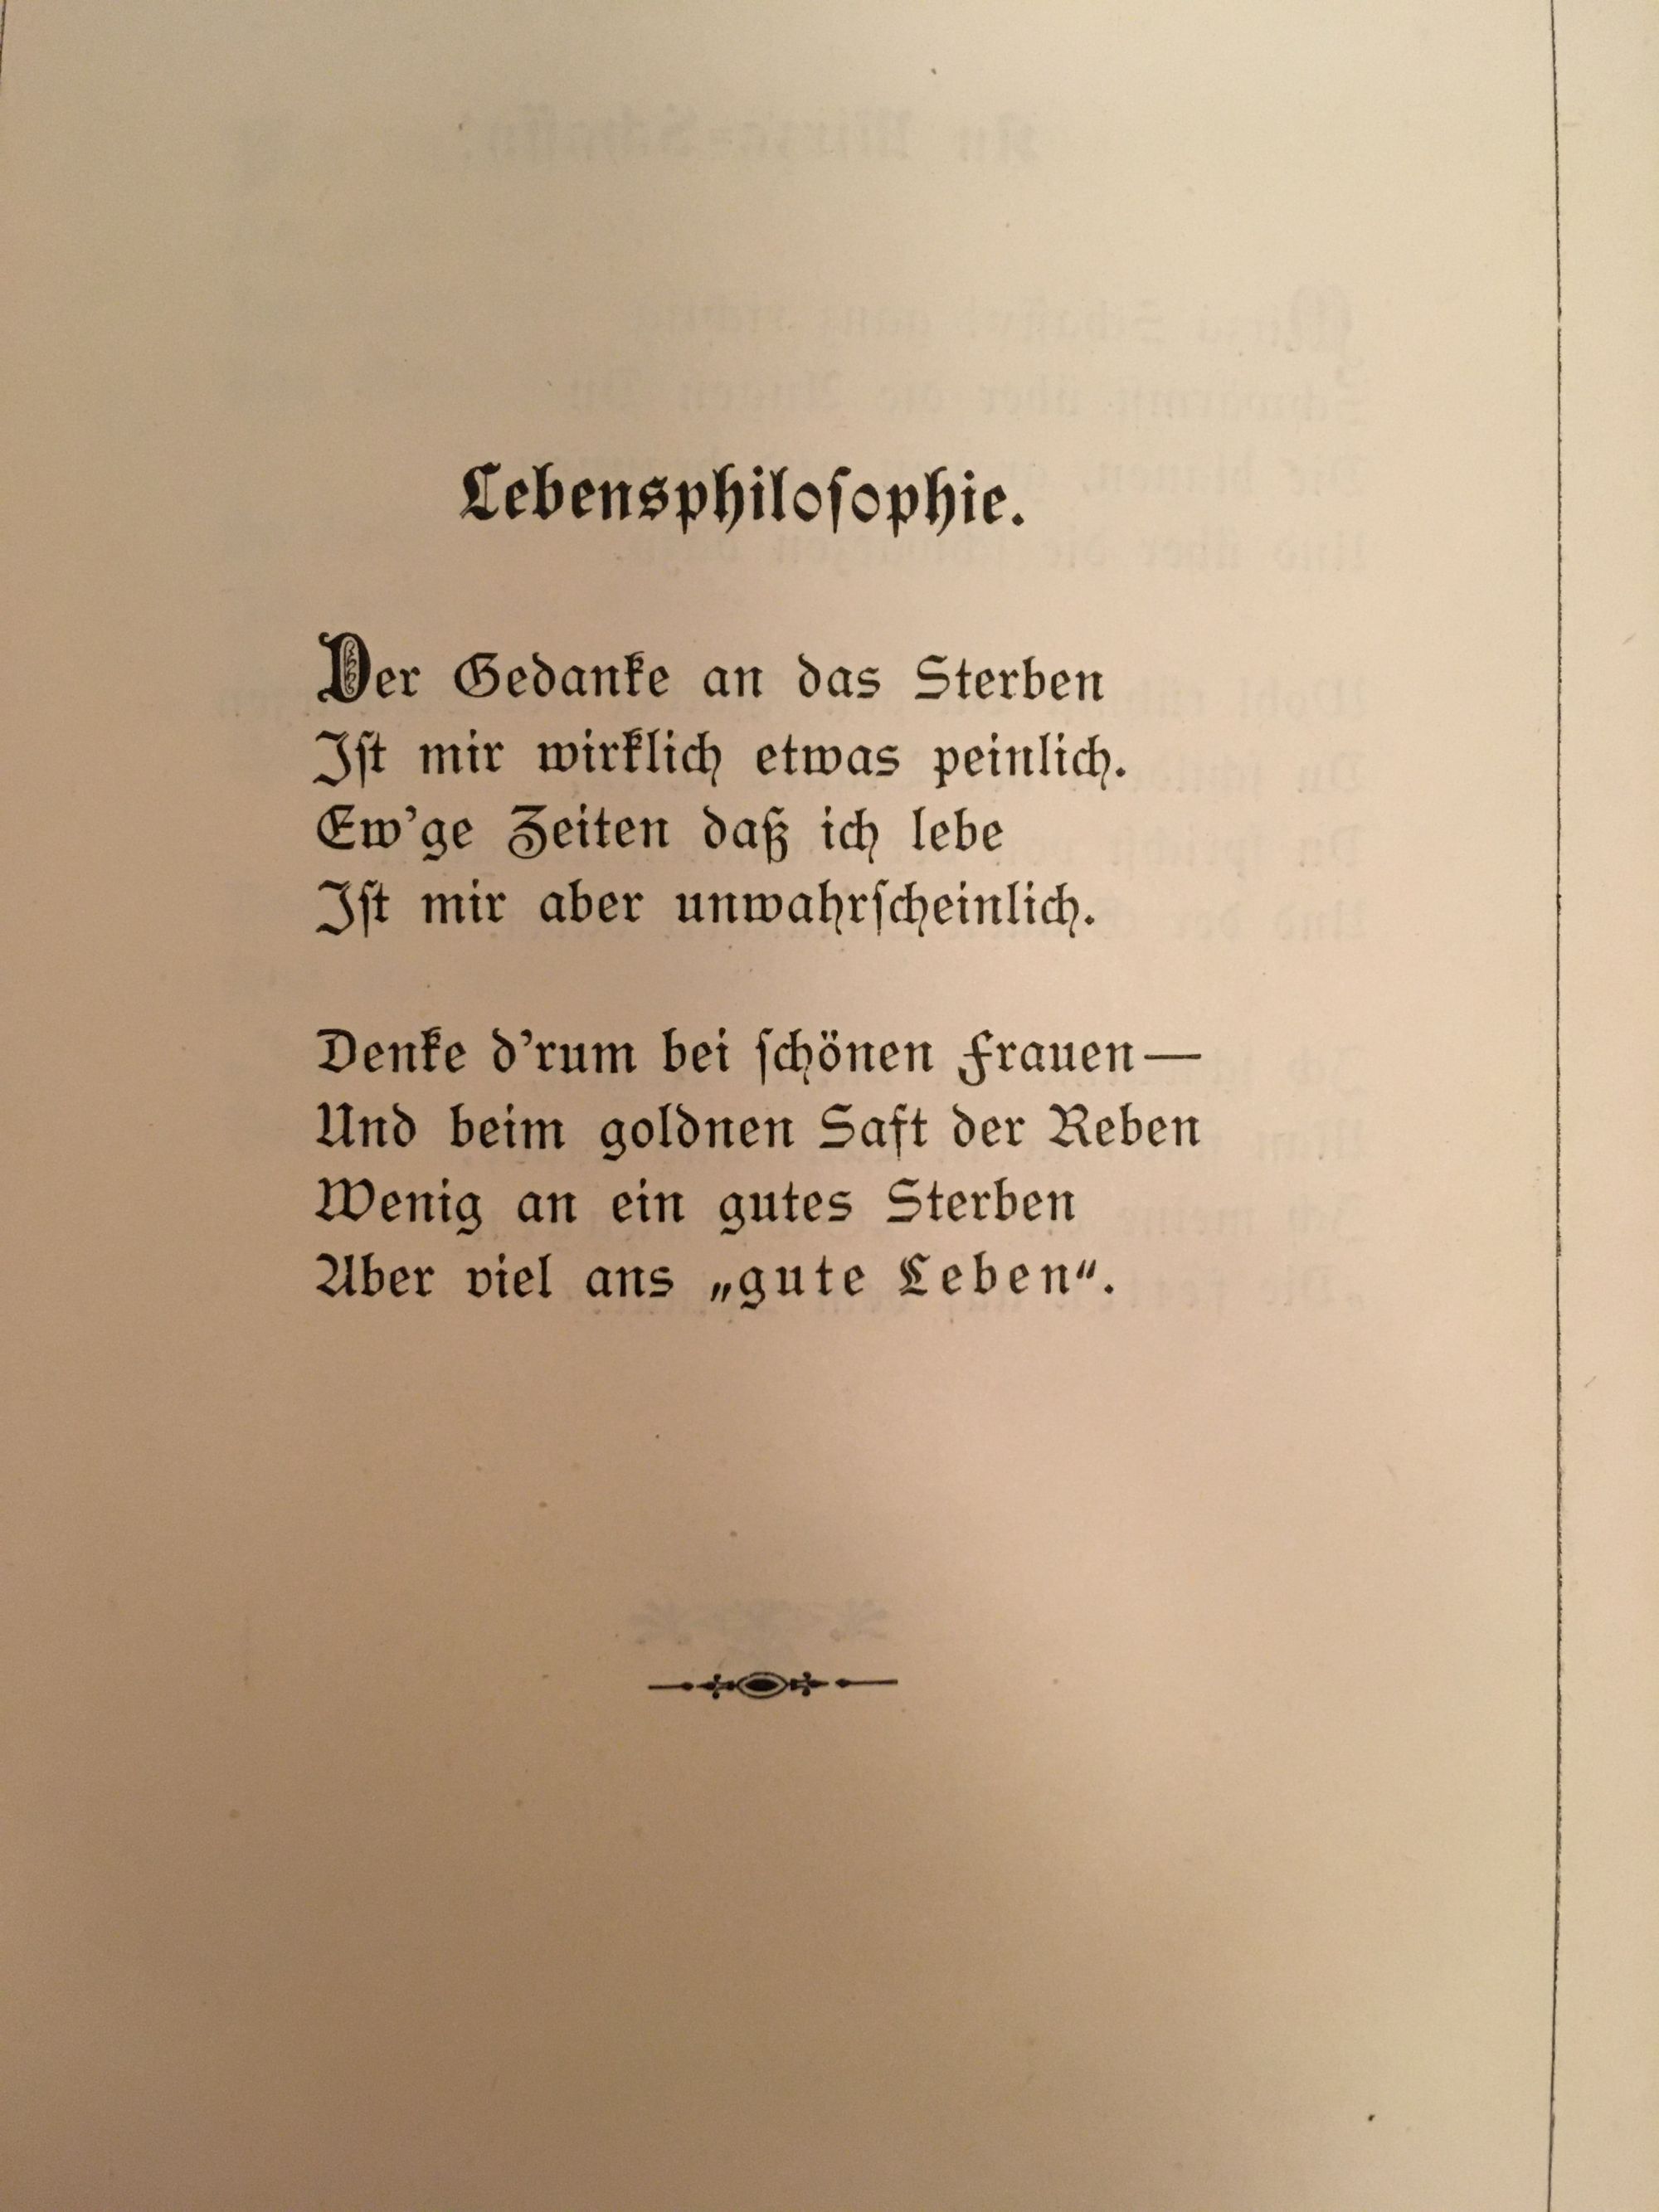 Lebensphiloſophie.
Der Gedanke an das Sterben
Iſt mir wirklich etwas peinlich.
Ew’ge Zeiten daß ich lebe
Iſt mir aber unwahrſcheinlich.
Denke d’rum bei ſchönen Frauen—
Und beim goldnen Saft der Reben
Wenig an ein gutes Sterben
Aber viel ans „gute Leben“.